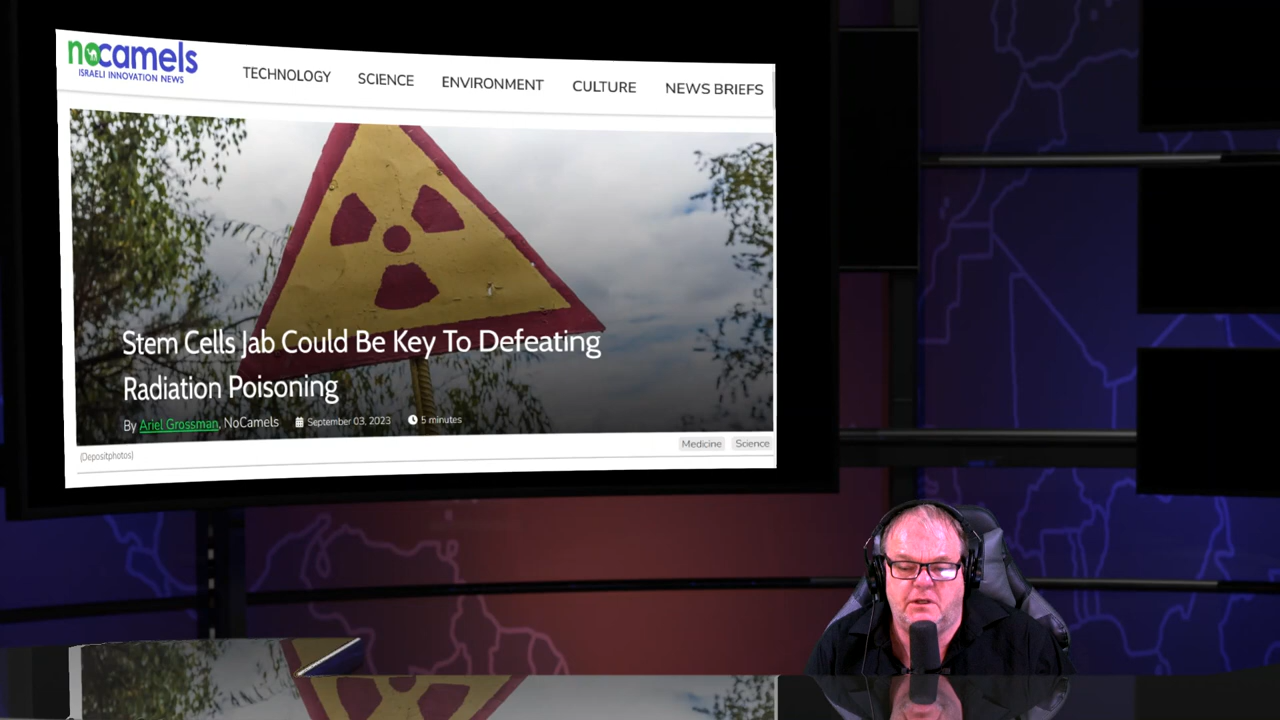 nocamels
ISRAELI INNOVATION NEWS
TECHNOLOGY SCIENCE ENVIRONMENT CULTURE NEWS BRIEFS
Stem Cells Jab Could Be Key To Defeating
Radiation Poisoning
By Ariel Grossman, NoCamels September 03, 2023 5 minutes
Medicine Science
(Depositphotos)